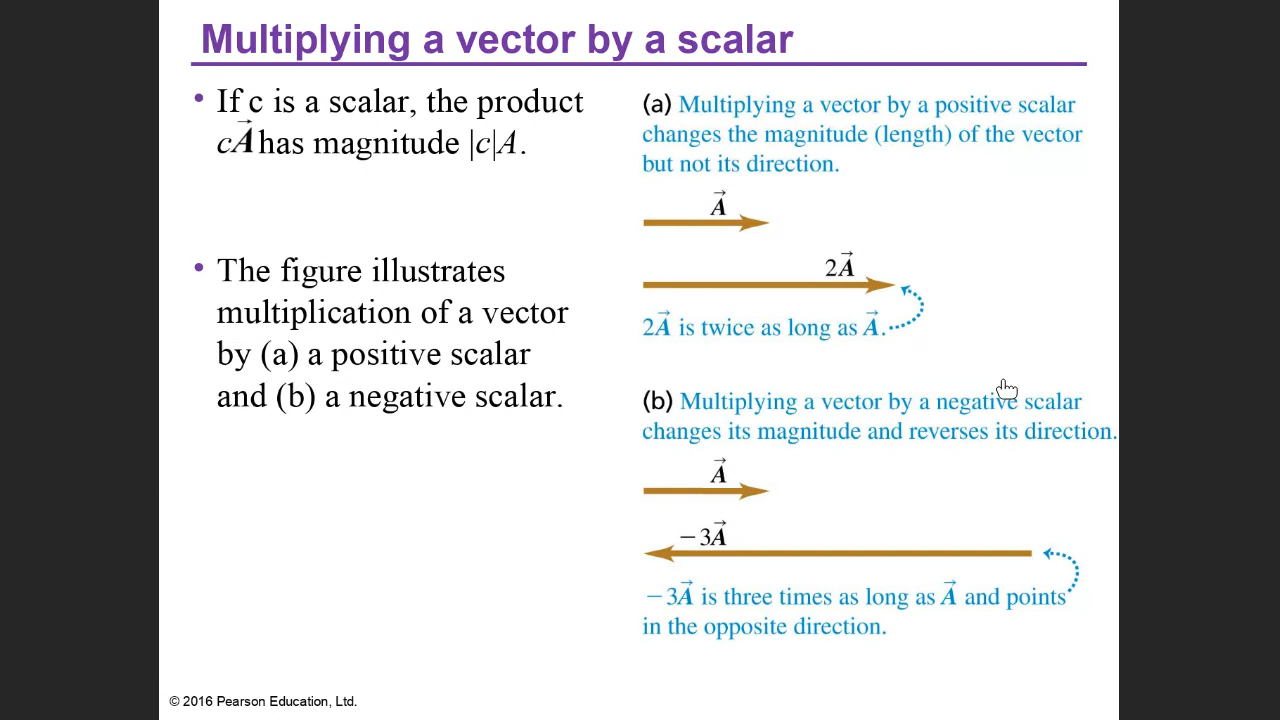 Multiplying a vector by a scalar
• If c is a scalar, the product
cA⃗ has magnitude |c|A.
• The figure illustrates
multiplication of a vector
by (a) a positive scalar
and (b) a negative scalar.
(a) Multiplying a vector by a positive scalar
changes the magnitude (length) of the vector
but not its direction.
A⃗
2A⃗
2A⃗ is twice as long as A⃗.
(b) Multiplying a vector by a negative scalar
changes its magnitude and reverses its direction.
A⃗
−3A⃗
−3A⃗ is three times as long as A⃗ and points
in the opposite direction.
© 2016 Pearson Education, Ltd.